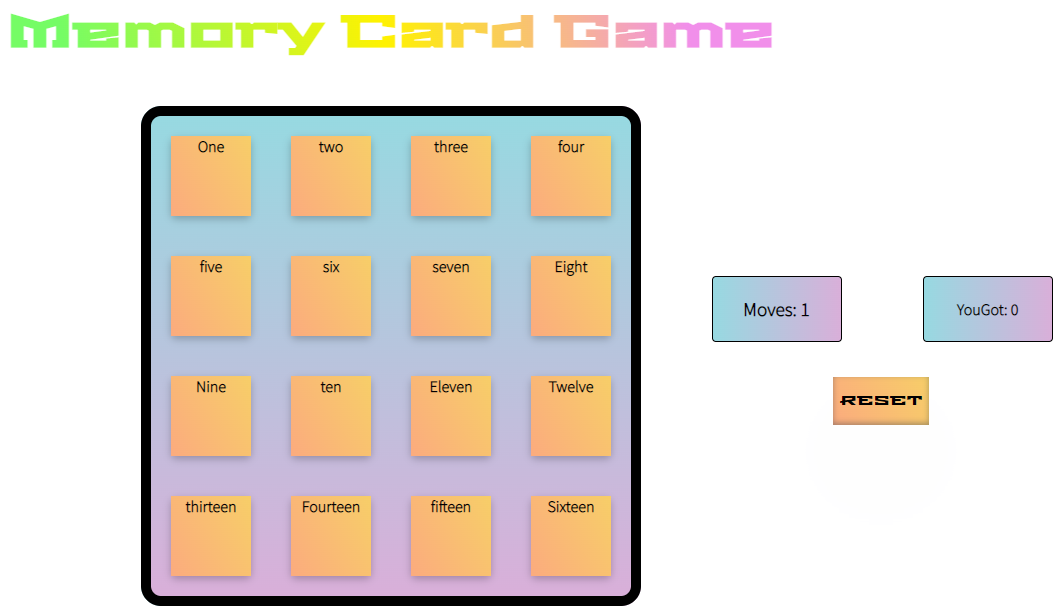 Memory Card Game
One two three four
five six seven Eight
Moves: 1 YouGot: 0
Nine ten Eleven Twelve
RESET
thirteen Fourteen fifteen Sixteen